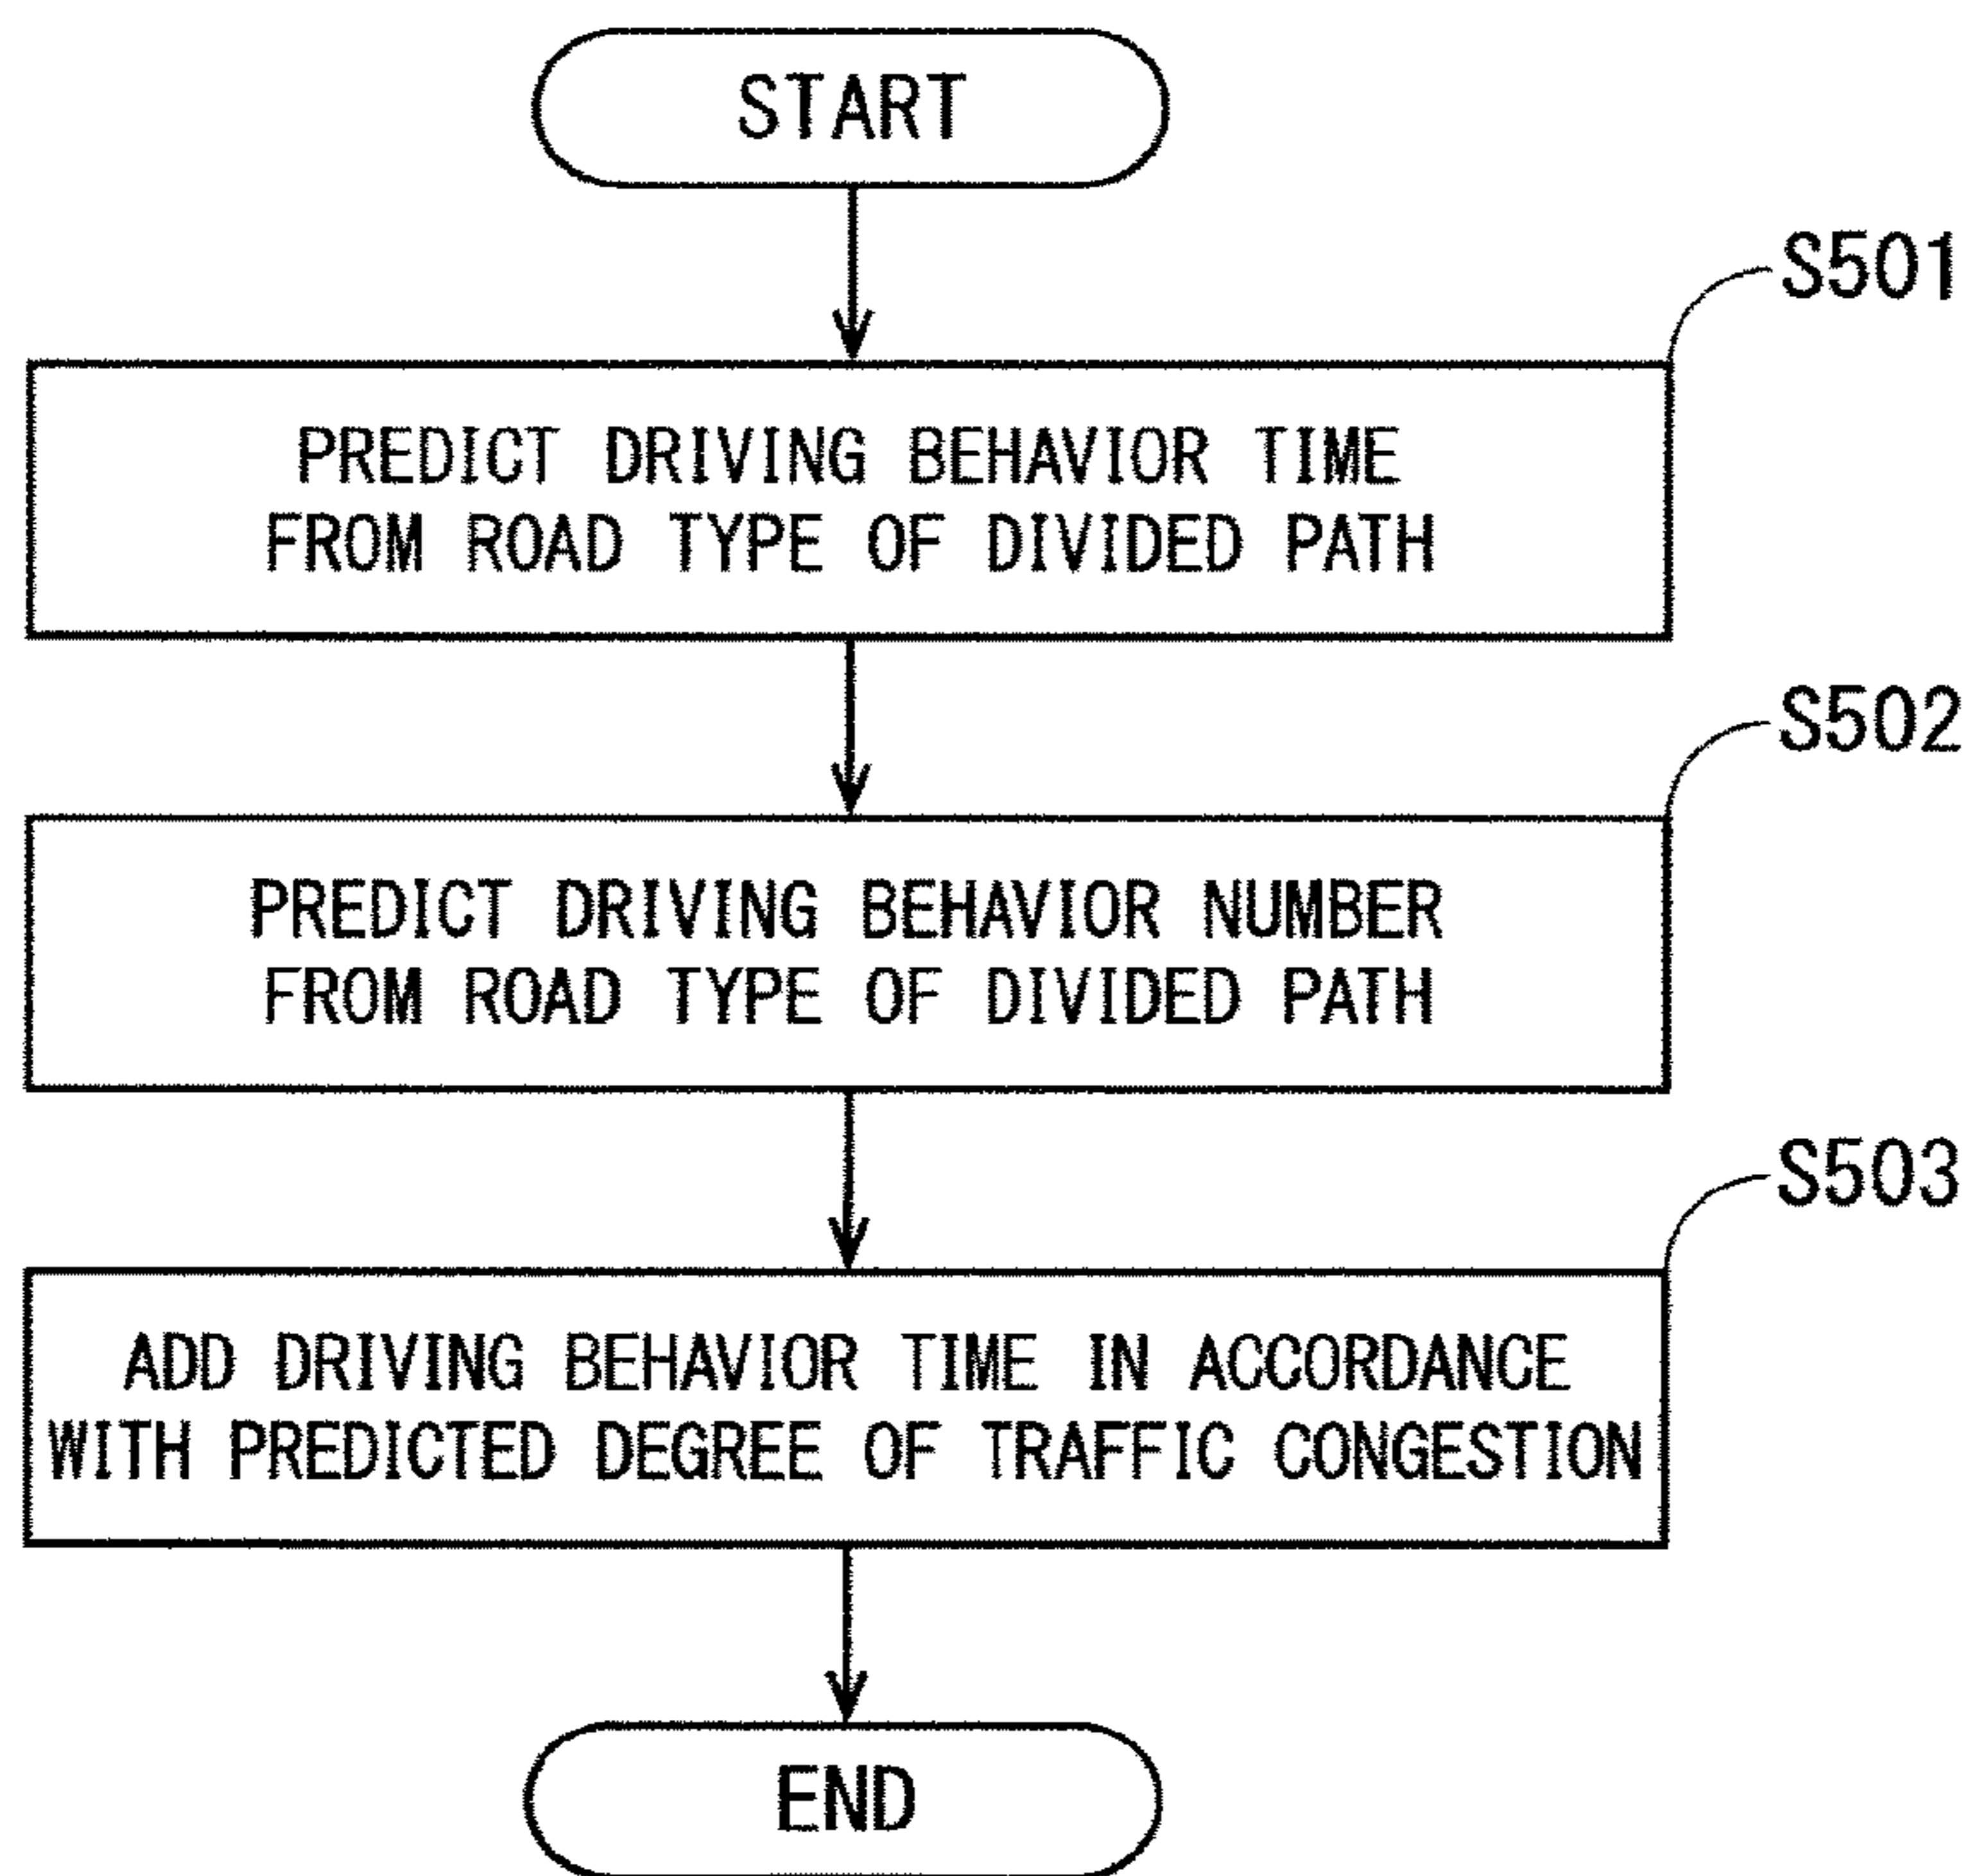 START
S501
PREDICT DRIVING BEHAVIOR TIME
FROM ROAD TYPE OF DIVIDED PATH
S502
PREDICT DRIVING BEHAVIOR NUMBER
FROM ROAD TYPE OF DIVIDED PATH
S503
ADD DRIVING BEHAVIOR TIME IN ACCORDANCE
WITH PREDICTED DEGREE OF TRAFFIC CONGESTION
END